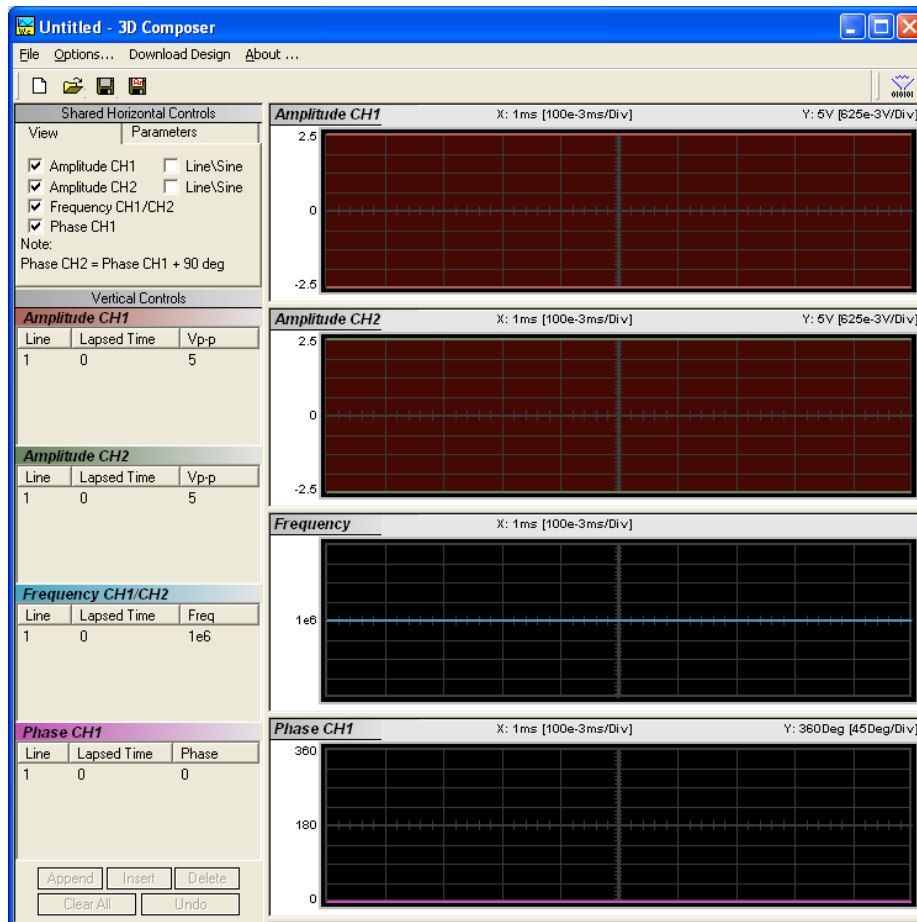 Untitled - 3D Composer
File Options... Download Design About ...
Shared Horizontal Controls
View Parameters
Amplitude CH1 Line\Sine
Amplitude CH2 Line\Sine
Frequency CH1/CH2
Phase CH1
Note:
Phase CH2 = Phase CH1 + 90 deg
Vertical Controls
Amplitude CH1
Line Lapsed Time Vp-p
1 0 5
Amplitude CH2
Line Lapsed Time Vp-p
1 0 5
Frequency CH1/CH2
Line Lapsed Time Freq
1 0 1e6
Phase CH1
Line Lapsed Time Phase
1 0 0
Append Insert Delete
Clear All Undo
Amplitude CH1 X: 1ms [100e-3ms/Div] Y: 5V [625e-3V/Div]
2.5
0
-2.5
Amplitude CH2 X: 1ms [100e-3ms/Div] Y: 5V [625e-3V/Div]
2.5
0
-2.5
Frequency X: 1ms [100e-3ms/Div]
1e6
Phase CH1 X: 1ms [100e-3ms/Div] Y: 360Deg [45Deg/Div]
360
180
0
010101